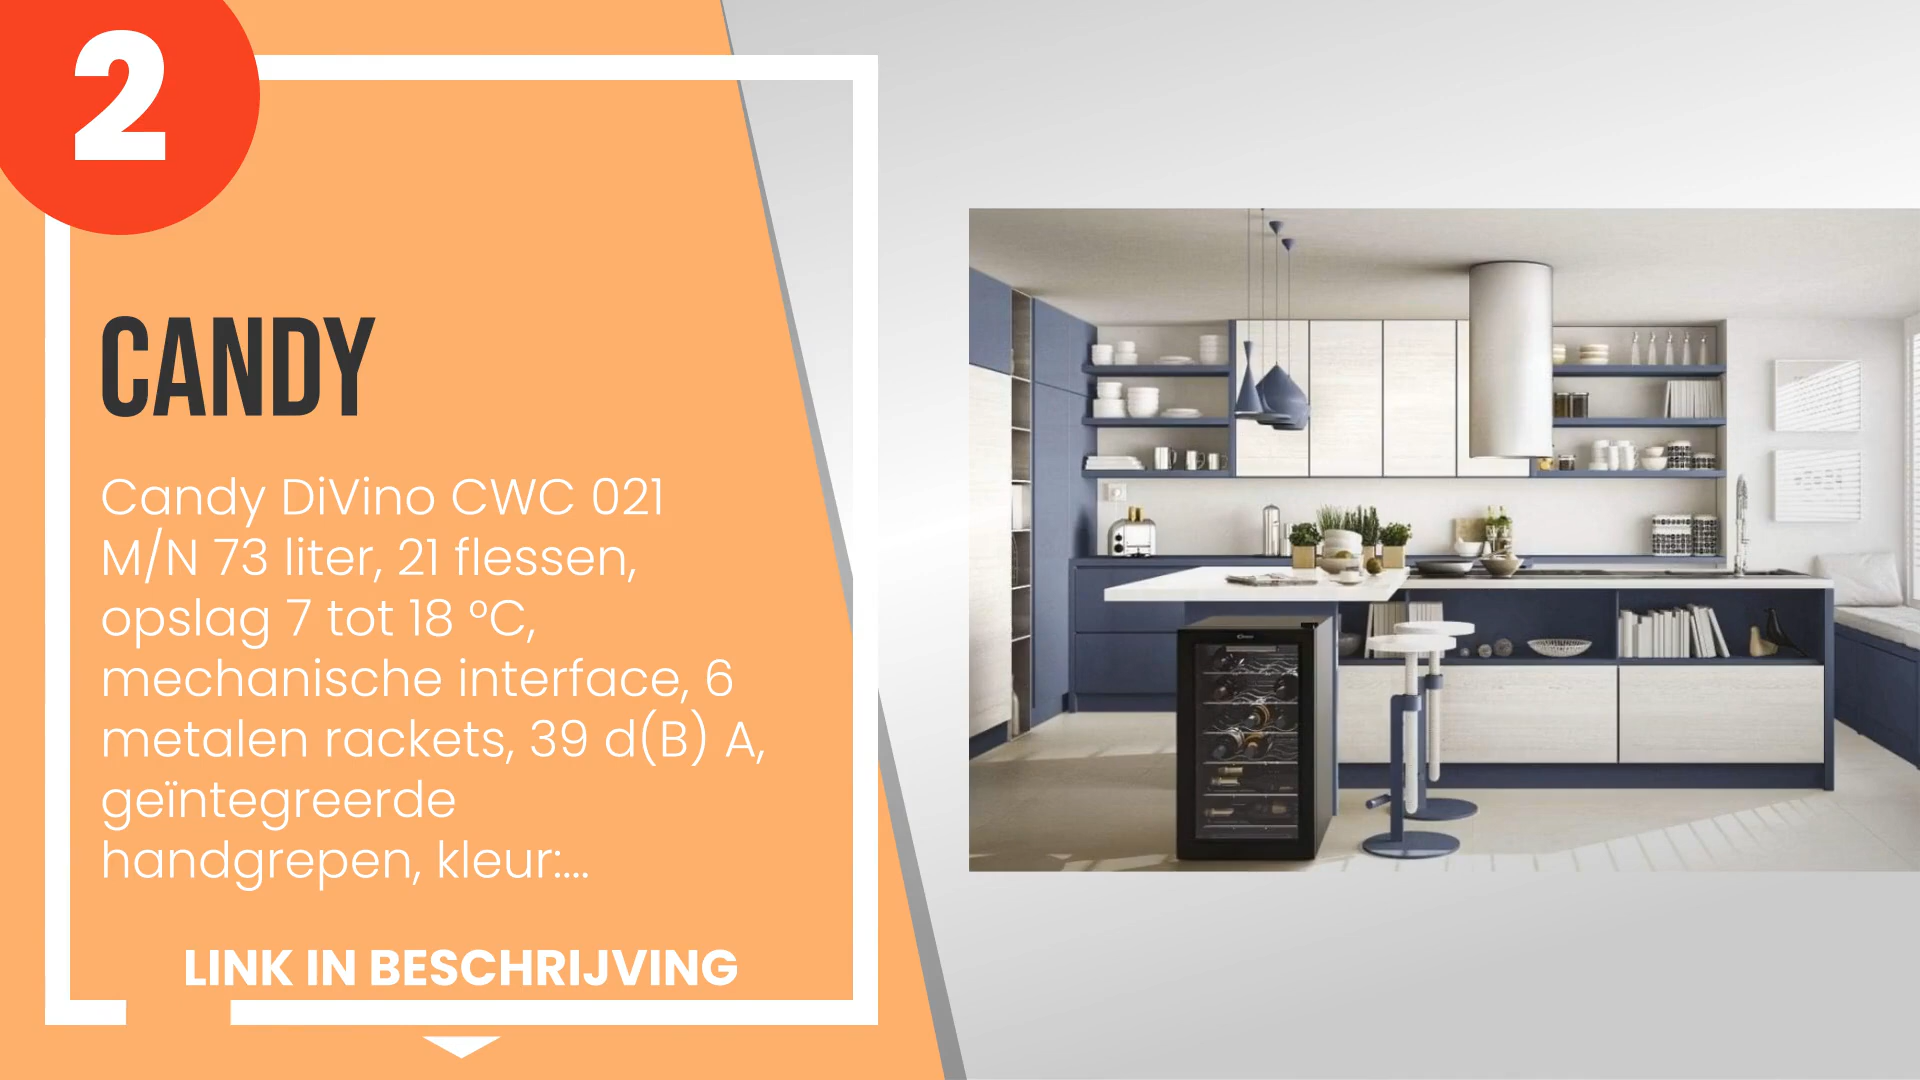 2
CANDY
Candy DiVino CWC 021
M/N 73 liter, 21 flessen,
opslag 7 tot 18 ºC,
mechanische interface, 6
metalen rackets, 39 d(B) A,
geïntegreerde
handgrepen, kleur:...
LINK IN BESCHRIJVING